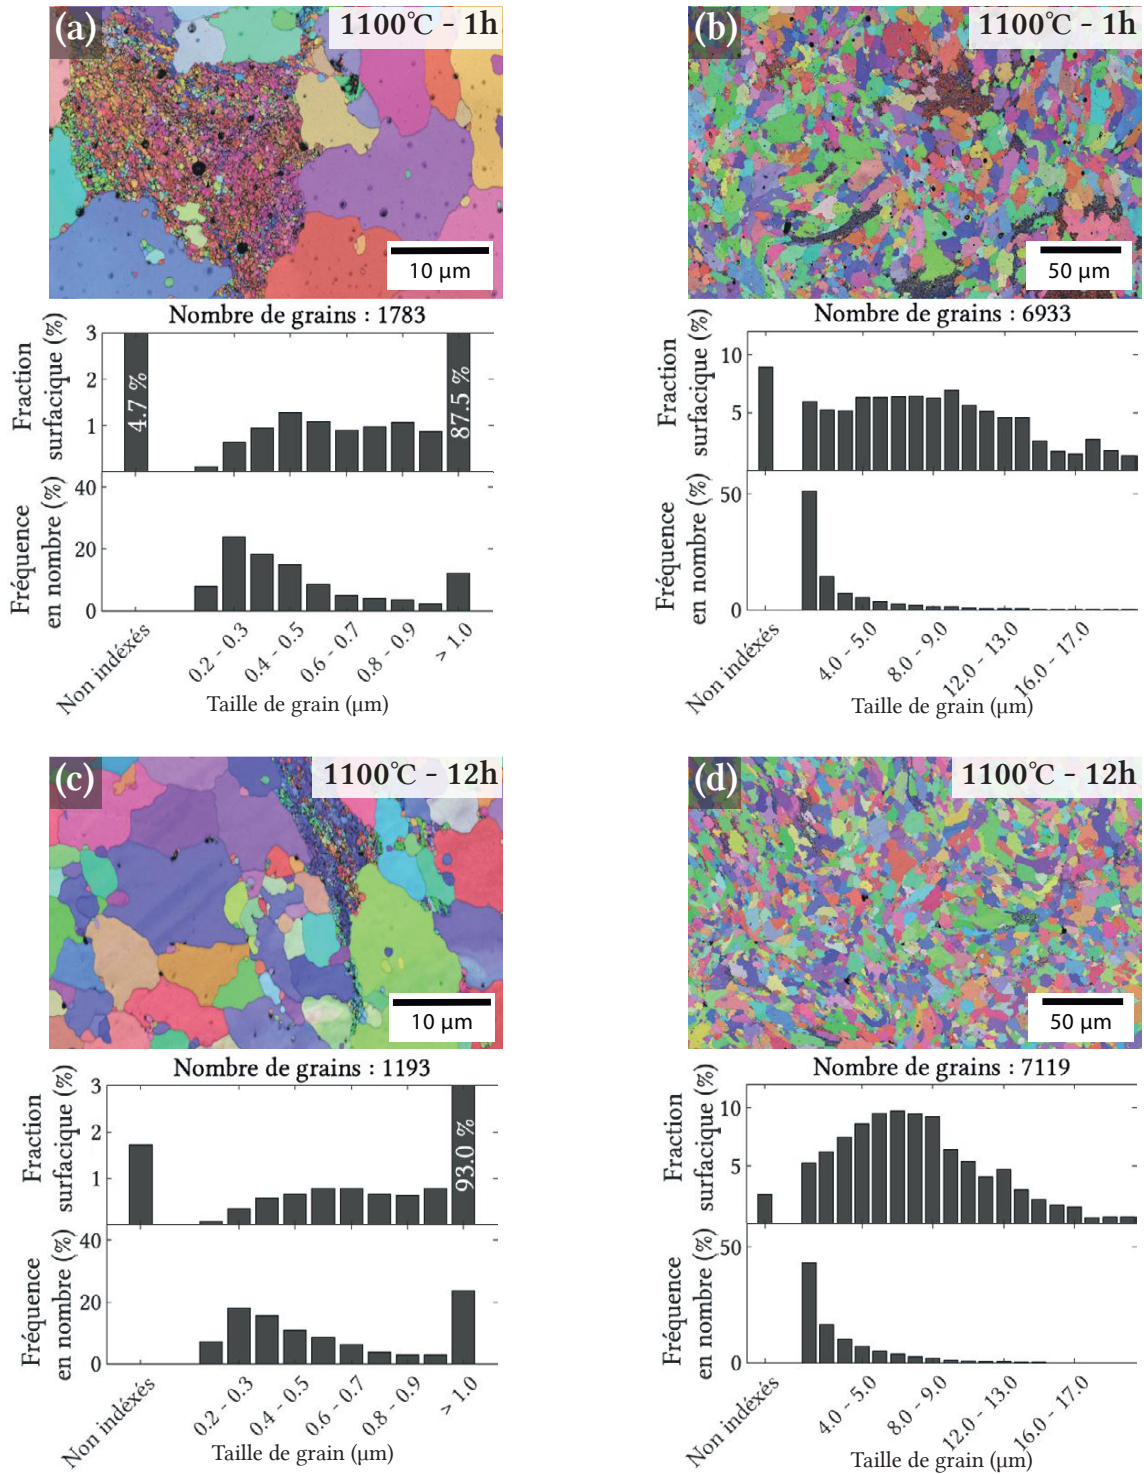 (a)
1100℃ - 1h
10 µm
Nombre de grains : 1783
Fraction
surfacique (%)
3
2
1
4.7 %
87.5 %
Fréquence
en nombre (%)
40
20
0
Non indéxés
0.2 - 0.3
0.4 - 0.5
0.6 - 0.7
0.8 - 0.9
> 1.0
Taille de grain (µm)
(b)
1100℃ - 1h
50 µm
Nombre de grains : 6933
Fraction
surfacique (%)
10
5
Fréquence
en nombre (%)
50
0
Non indéxés
4.0 - 5.0
8.0 - 9.0
12.0 - 13.0
16.0 - 17.0
Taille de grain (µm)
(c)
1100℃ - 12h
10 µm
Nombre de grains : 1193
Fraction
surfacique (%)
3
2
1
93.0 %
Fréquence
en nombre (%)
40
20
0
Non indéxés
0.2 - 0.3
0.4 - 0.5
0.6 - 0.7
0.8 - 0.9
> 1.0
Taille de grain (µm)
(d)
1100℃ - 12h
50 µm
Nombre de grains : 7119
Fraction
surfacique (%)
10
5
Fréquence
en nombre (%)
50
0
Non indéxés
4.0 - 5.0
8.0 - 9.0
12.0 - 13.0
16.0 - 17.0
Taille de grain (µm)